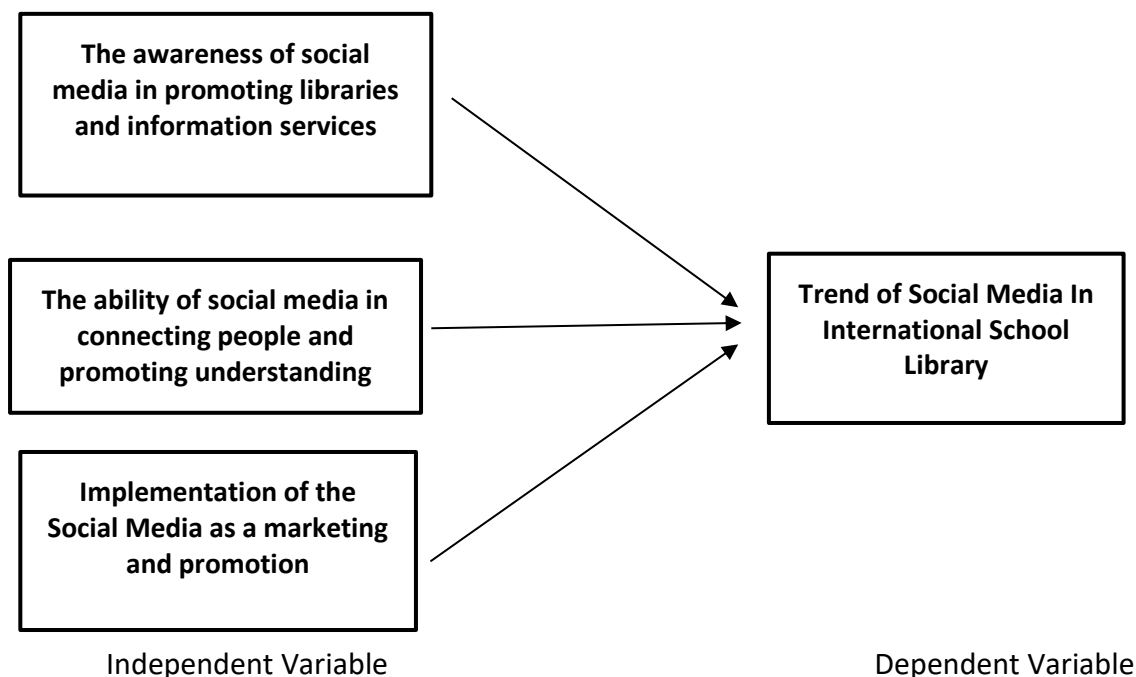 The awareness of social
media in promoting libraries
and information services
The ability of social media in
connecting people and
promoting understanding
Implementation of the
Social Media as a marketing
and promotion
Trend of Social Media In
International School
Library
Independent Variable
Dependent Variable